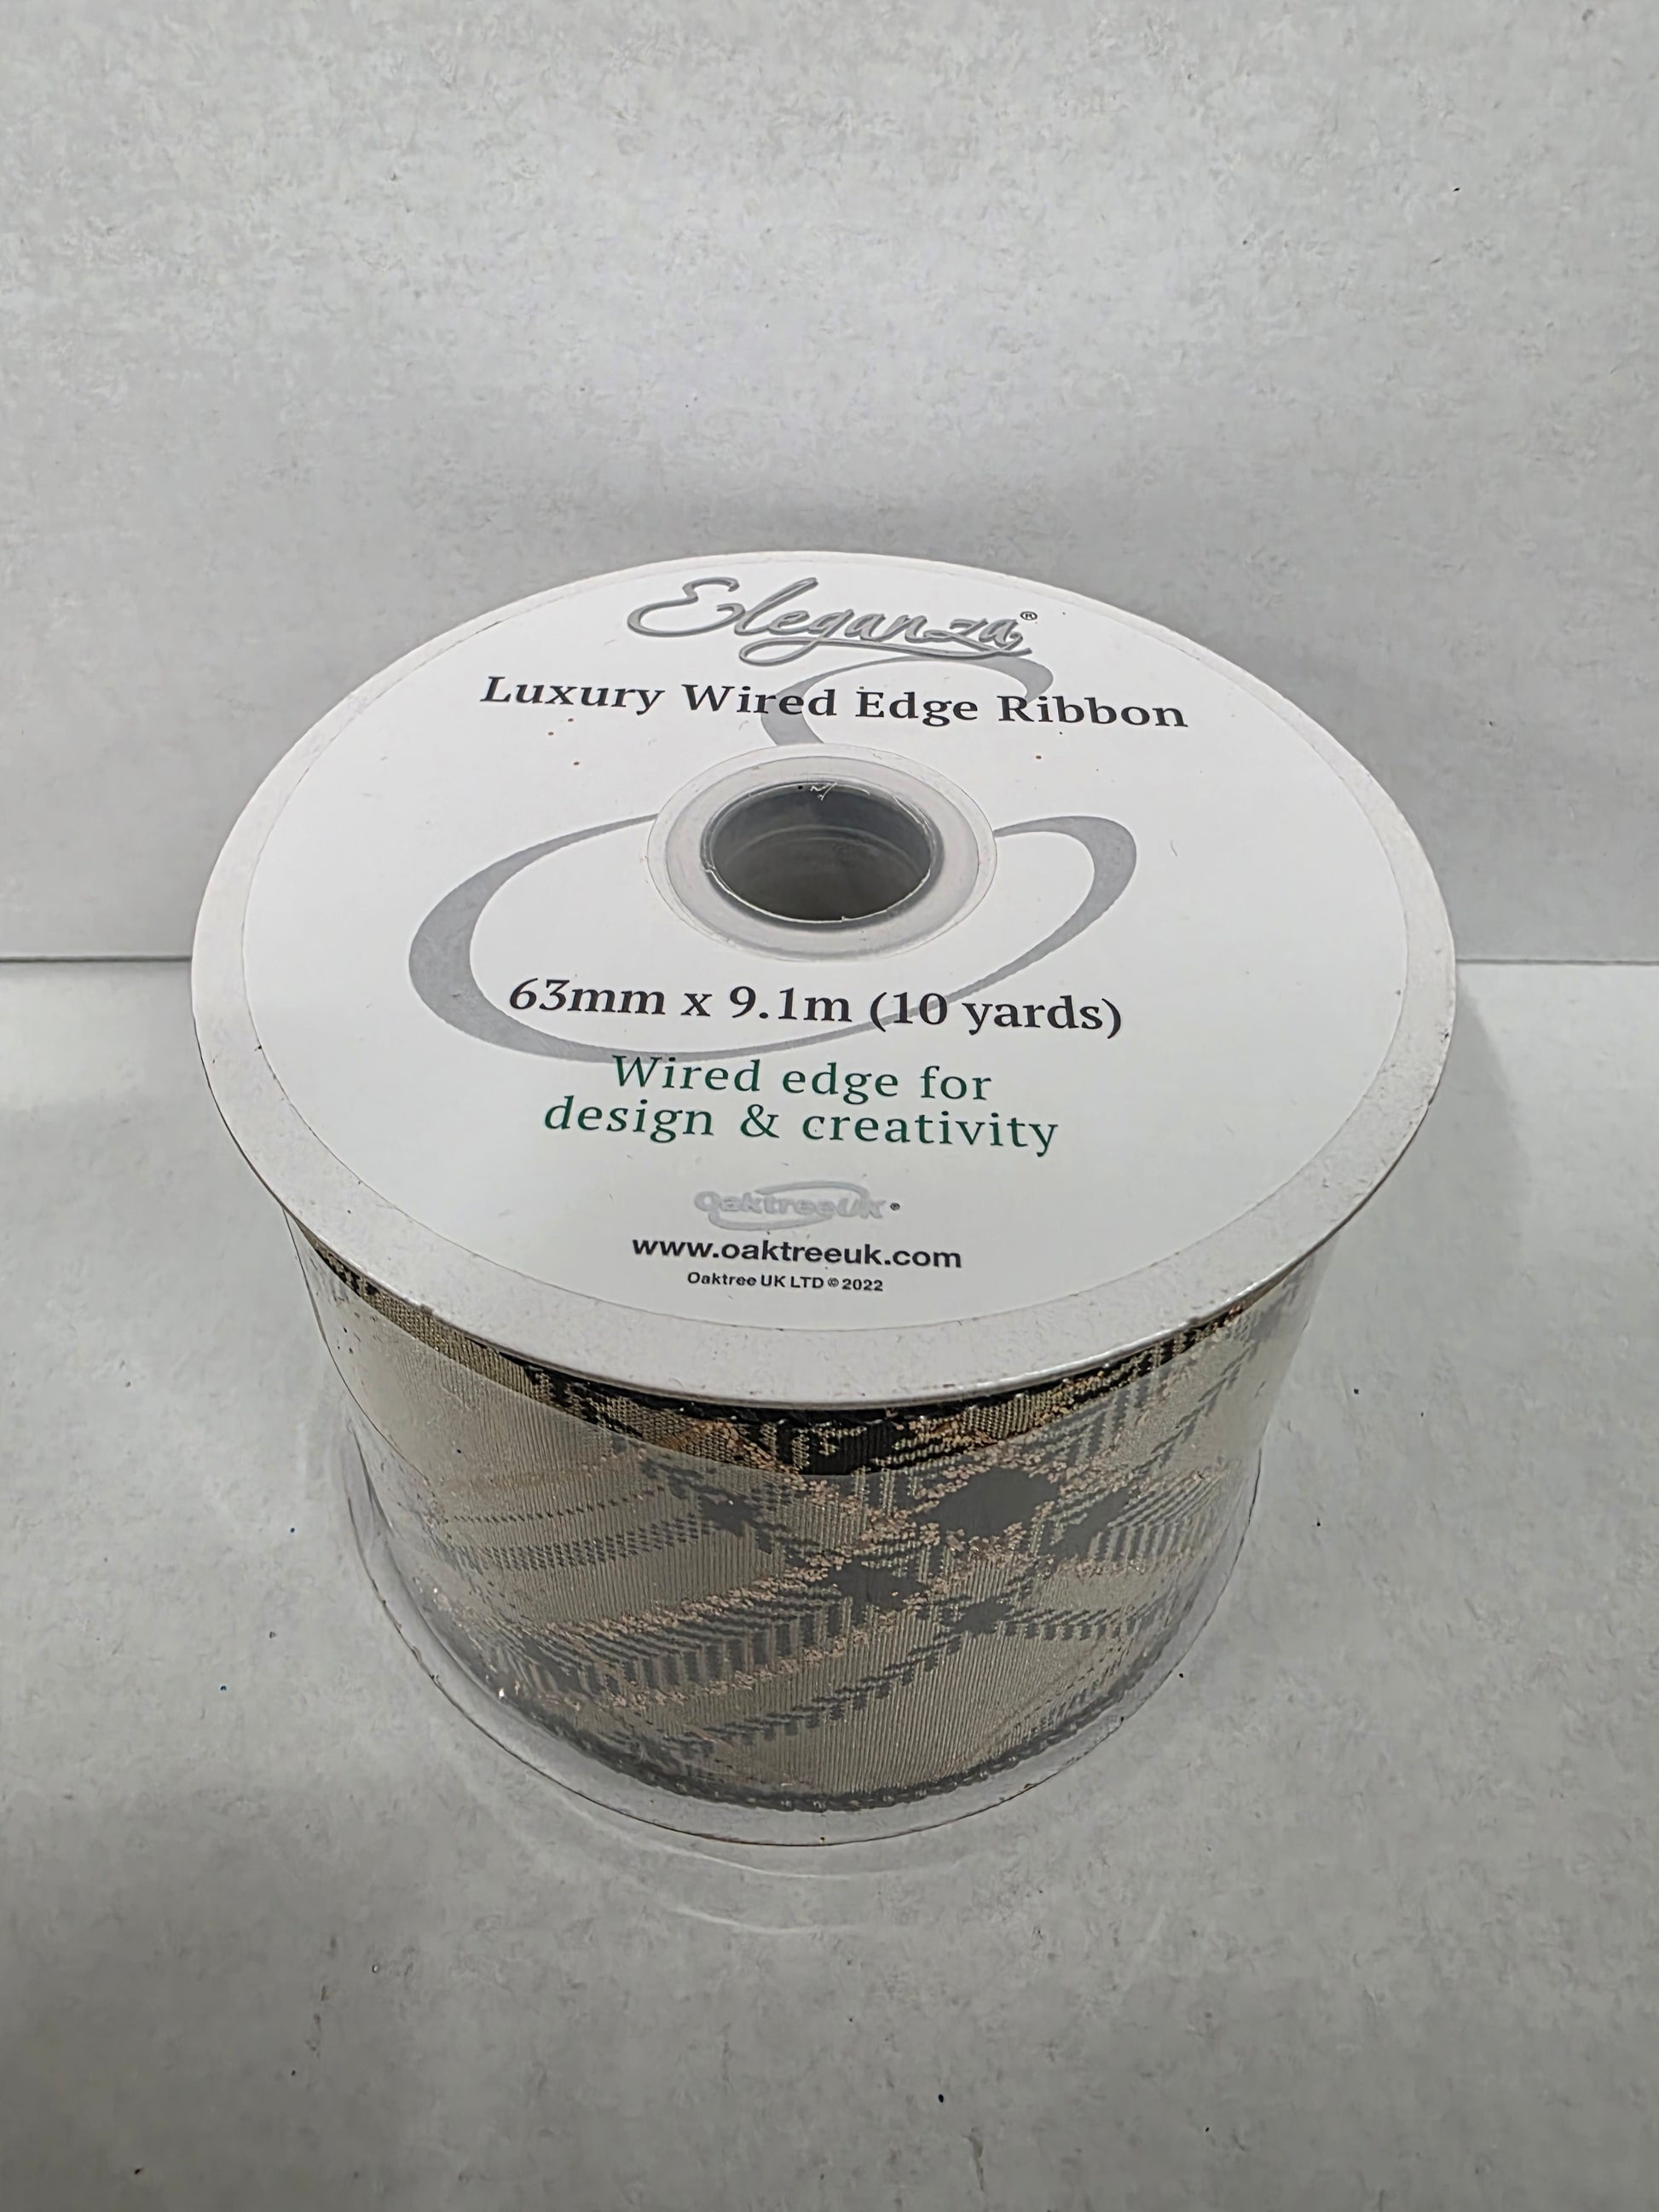 Eleganza®
Luxury Wired Edge Ribbon
63mm x 9.1m (10 yards)
Wired edge for
design & creativity
OaktreeUK®
www.oaktreeuk.com
Oaktree UK LTD © 2022